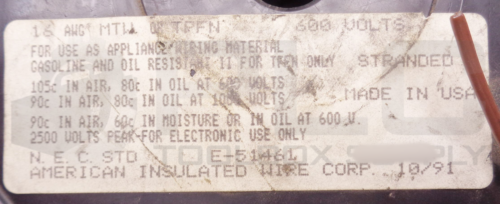 16 AWG MTW OR TPFN 600 VOLTS
FOR USE AS APPLIANCE WIRING MATERIAL
GASOLINE AND OIL RESISTANT II FOR TPFN ONLY STRANDED
105c IN AIR, 80c IN OIL AT 600 VOLTS
90c IN AIR, 80c IN OIL AT 1000 VOLTS
MADE IN USA
90c IN AIR, 60c IN MOISTURE OR IN OIL AT 600 V.
2500 VOLTS PEAK-FOR ELECTRONIC USE ONLY
N.E.C. STD E-51461
AMERICAN INSULATED WIRE CORP. 10/91